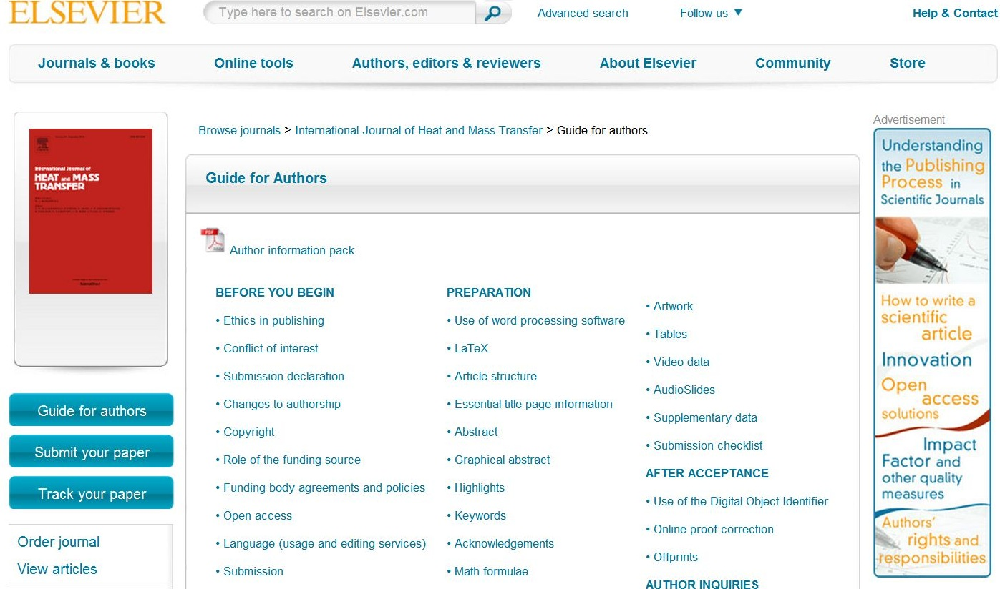 ELSEVIER
Type here to search on Elsevier.com
Advanced search
Follow us
Help & Contact
Journals & books
Online tools
Authors, editors & reviewers
About Elsevier
Community
Store
International Journal of
HEAT and MASS
TRANSFER
Guide for authors
Submit your paper
Track your paper
Order journal
View articles
Browse journals > International Journal of Heat and Mass Transfer > Guide for authors
Guide for Authors
PDF
Author information pack
BEFORE YOU BEGIN
• Ethics in publishing
• Conflict of interest
• Submission declaration
• Changes to authorship
• Copyright
• Role of the funding source
• Funding body agreements and policies
• Open access
• Language (usage and editing services)
• Submission
PREPARATION
• Use of word processing software
• LaTeX
• Article structure
• Essential title page information
• Abstract
• Graphical abstract
• Highlights
• Keywords
• Acknowledgements
• Math formulae
• Artwork
• Tables
• Video data
• AudioSlides
• Supplementary data
• Submission checklist
AFTER ACCEPTANCE
• Use of the Digital Object Identifier
• Online proof correction
• Offprints
AUTHOR INQUIRIES
Advertisement
Understanding
the Publishing
Process in
Scientific Journals
How to write a
scientific
article
Innovation
Open
access
solutions
Impact
Factor and
other quality
measures
Authors'
rights and
responsibilities